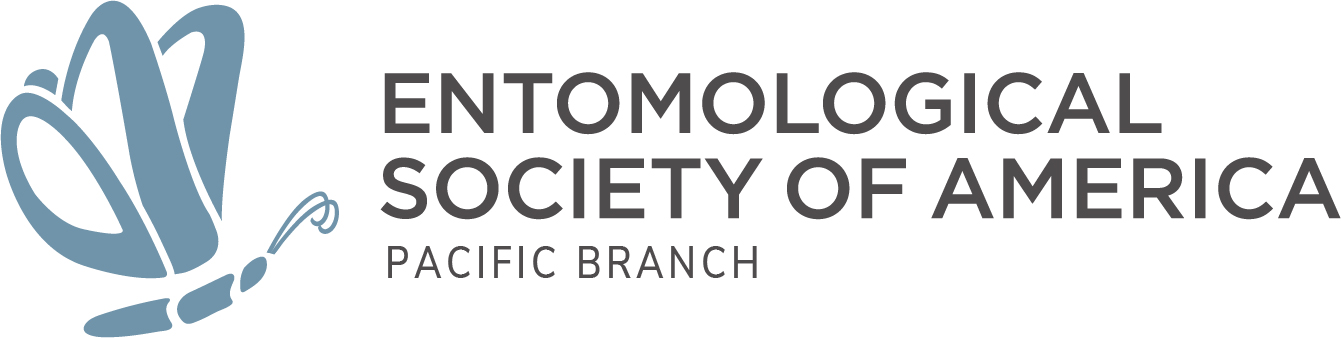 ENTOMOLOGICAL
SOCIETY OF AMERICA
PACIFIC BRANCH